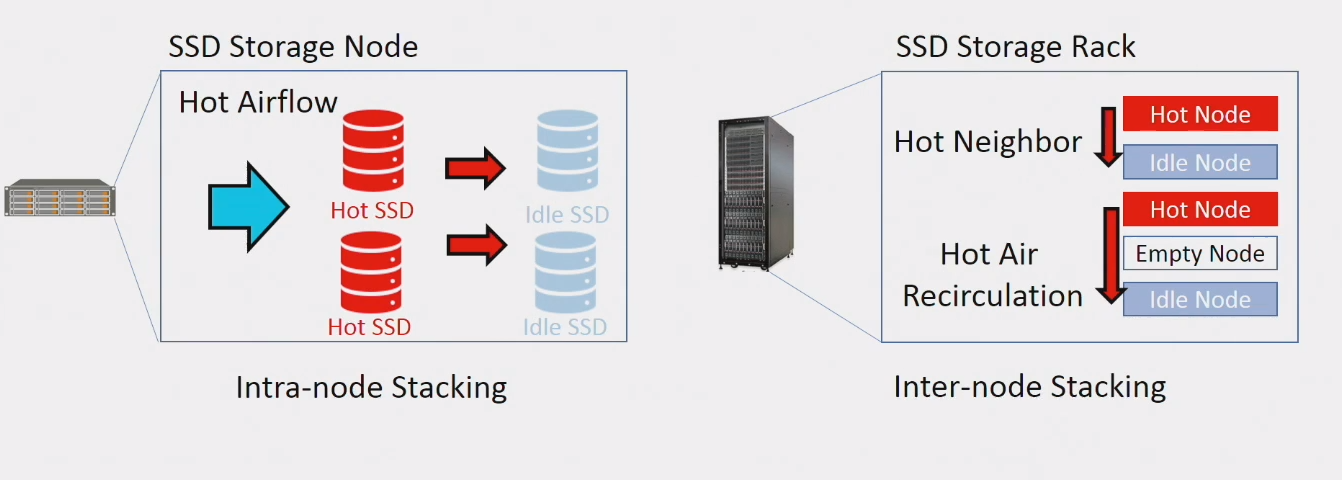 SSD Storage Node
Hot Airflow
Hot SSD
Idle SSD
Hot SSD
Idle SSD
Intra-node Stacking
SSD Storage Rack
Hot Neighbor
Hot Node
Idle Node
Hot Node
Hot Air
Recirculation
Empty Node
Idle Node
Inter-node Stacking